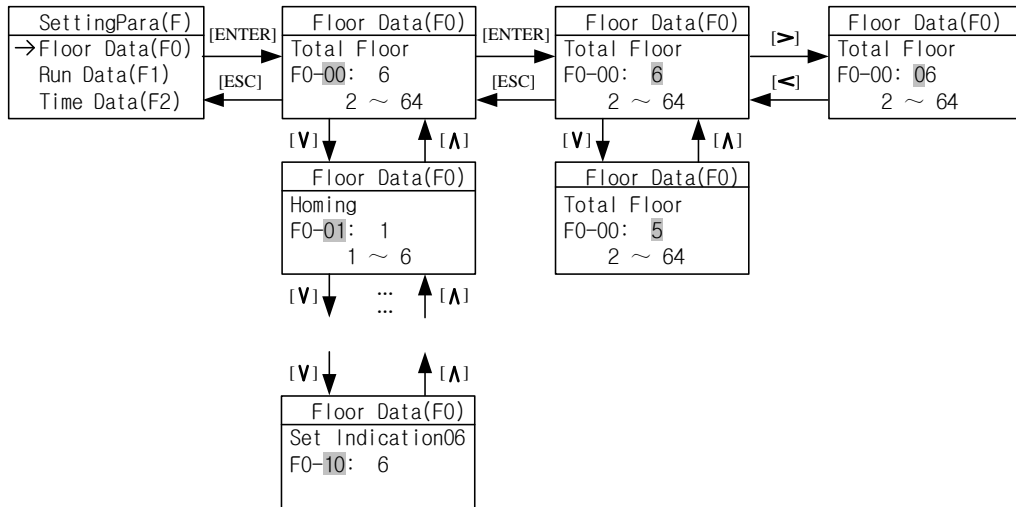 SettingPara(F)
→Floor Data(F0)
Run Data(F1)
Time Data(F2)
[ENTER]
[ESC]
Floor Data(F0)
Total Floor
F0-00: 6
2 ～ 64
[ENTER]
[ESC]
Floor Data(F0)
Total Floor
F0-00: 6
2 ～ 64
[>]
[<]
Floor Data(F0)
Total Floor
F0-00: 06
2 ～ 64
[∨]
[∧]
[∨]
[∧]
Floor Data(F0)
Homing
F0-01: 1
1 ～ 6
Floor Data(F0)
Total Floor
F0-00: 5
2 ～ 64
[∨]
...
...
[∧]
[∨]
[∧]
Floor Data(F0)
Set Indication06
F0-10: 6